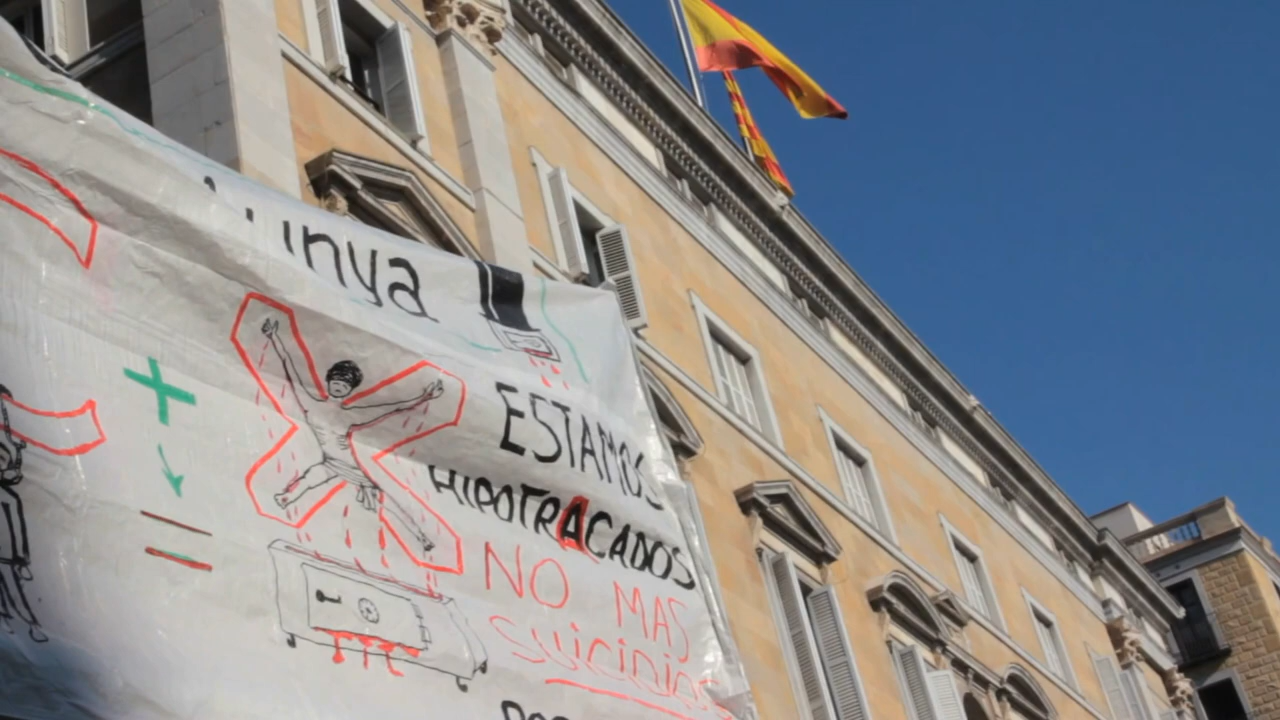 unya
ESTAMOS
HIPOTRACADOS
NO MAS
SUICIDIOS